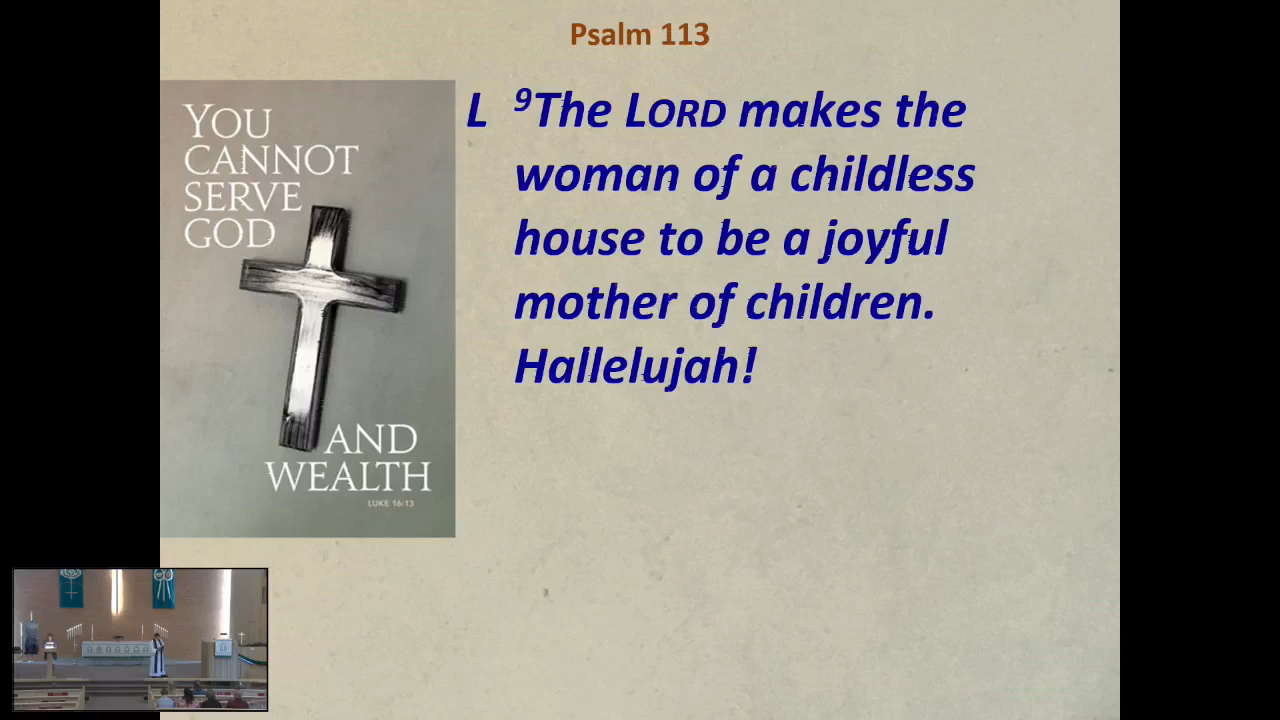 Psalm 113
YOU
CANNOT
SERVE
GOD
AND
WEALTH
LUKE 16:13
L ⁹The LORD makes the
woman of a childless
house to be a joyful
mother of children.
Hallelujah!